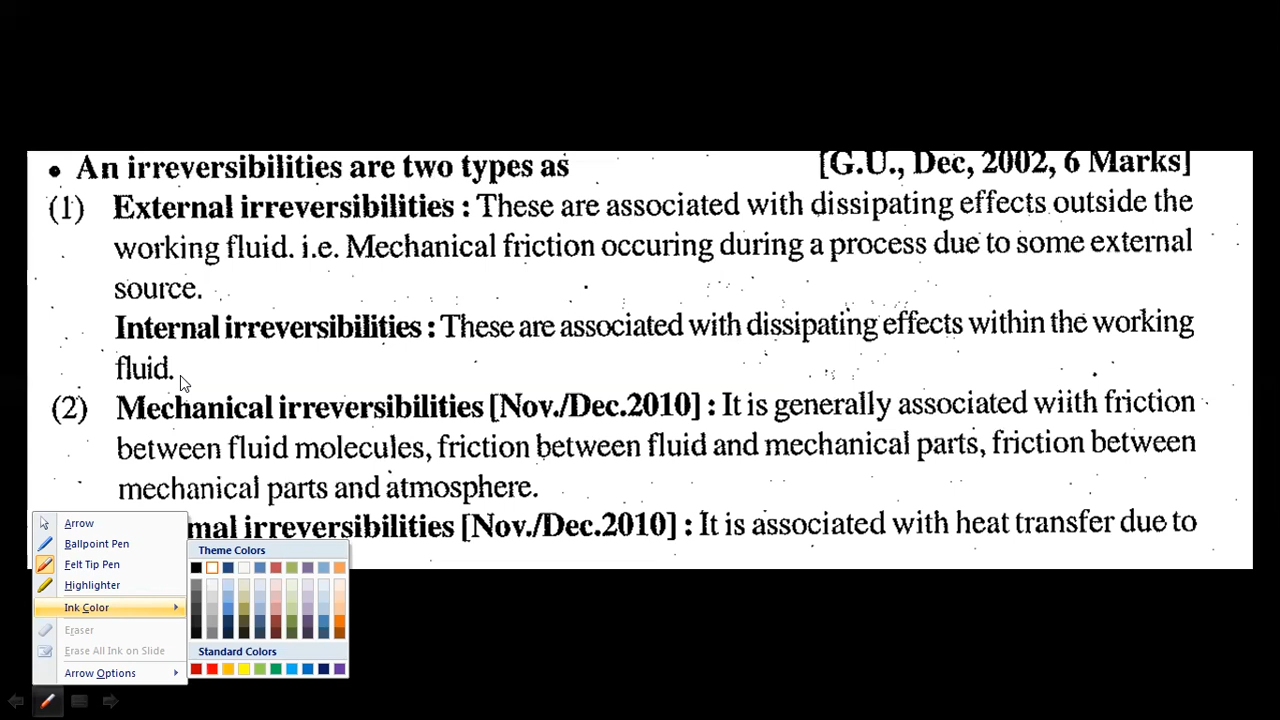 • An irreversibilities are two types as [G.U., Dec, 2002, 6 Marks]
(1) External irreversibilities : These are associated with dissipating effects outside the
working fluid. i.e. Mechanical friction occuring during a process due to some external
source.
Internal irreversibilities : These are associated with dissipating effects within the working
fluid.
(2) Mechanical irreversibilities [Nov./Dec.2010] : It is generally associated wiith friction
between fluid molecules, friction between fluid and mechanical parts, friction between
mechanical parts and atmosphere.
irreversibilities [Nov./Dec.2010] : It is associated with heat transfer due to
Arrow
Ballpoint Pen
Felt Tip Pen
Highlighter
Ink Color
Eraser
Erase All Ink on Slide
Arrow Options
Theme Colors
Standard Colors